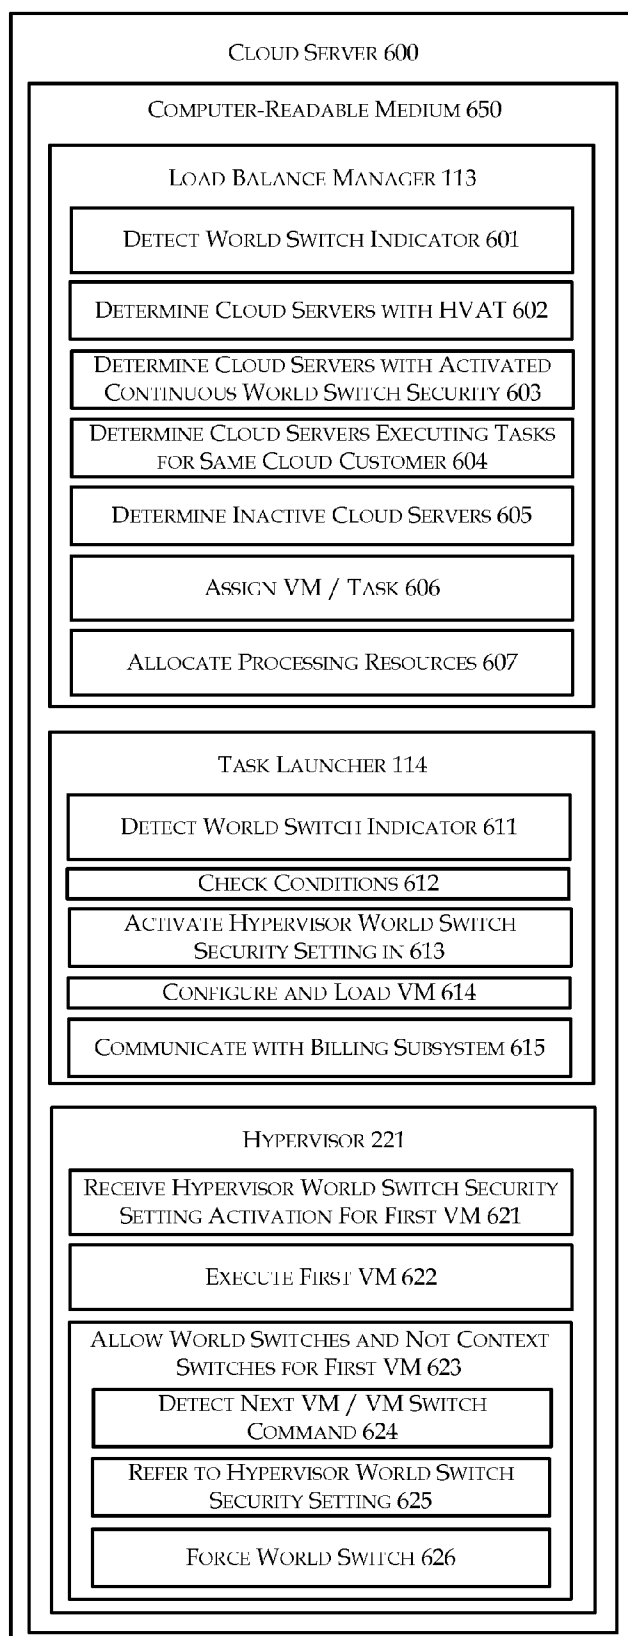 CLOUD SERVER 600
COMPUTER-READABLE MEDIUM 650
LOAD BALANCE MANAGER 113
DETECT WORLD SWITCH INDICATOR 601
DETERMINE CLOUD SERVERS WITH HVAT 602
DETERMINE CLOUD SERVERS WITH ACTIVATED
CONTINUOUS WORLD SWITCH SECURITY 603
DETERMINE CLOUD SERVERS EXECUTING TASKS
FOR SAME CLOUD CUSTOMER 604
DETERMINE INACTIVE CLOUD SERVERS 605
ASSIGN VM / TASK 606
ALLOCATE PROCESSING RESOURCES 607
TASK LAUNCHER 114
DETECT WORLD SWITCH INDICATOR 611
CHECK CONDITIONS 612
ACTIVATE HYPERVISOR WORLD SWITCH
SECURITY SETTING IN 613
CONFIGURE AND LOAD VM 614
COMMUNICATE WITH BILLING SUBSYSTEM 615
HYPERVISOR 221
RECEIVE HYPERVISOR WORLD SWITCH SECURITY
SETTING ACTIVATION FOR FIRST VM 621
EXECUTE FIRST VM 622
ALLOW WORLD SWITCHES AND NOT CONTEXT
SWITCHES FOR FIRST VM 623
DETECT NEXT VM / VM SWITCH
COMMAND 624
REFER TO HYPERVISOR WORLD SWITCH
SECURITY SETTING 625
FORCE WORLD SWITCH 626